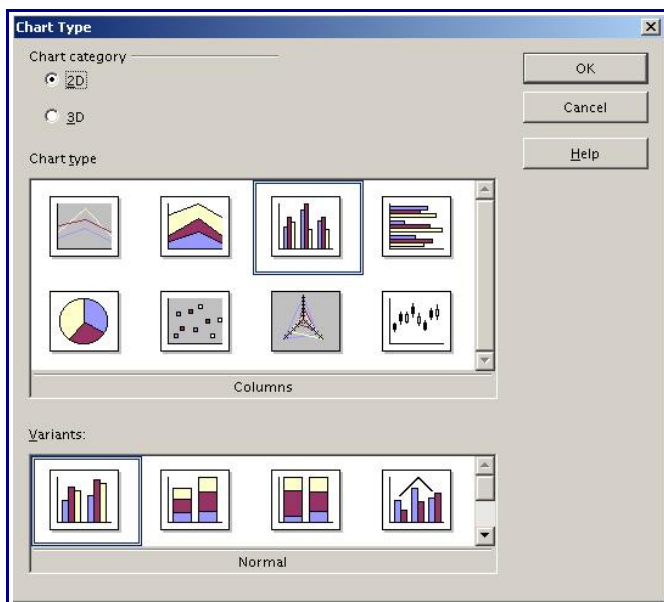 Chart Type
Chart category
2D
3D
OK
Cancel
Help
Chart type
Columns
Variants:
Normal